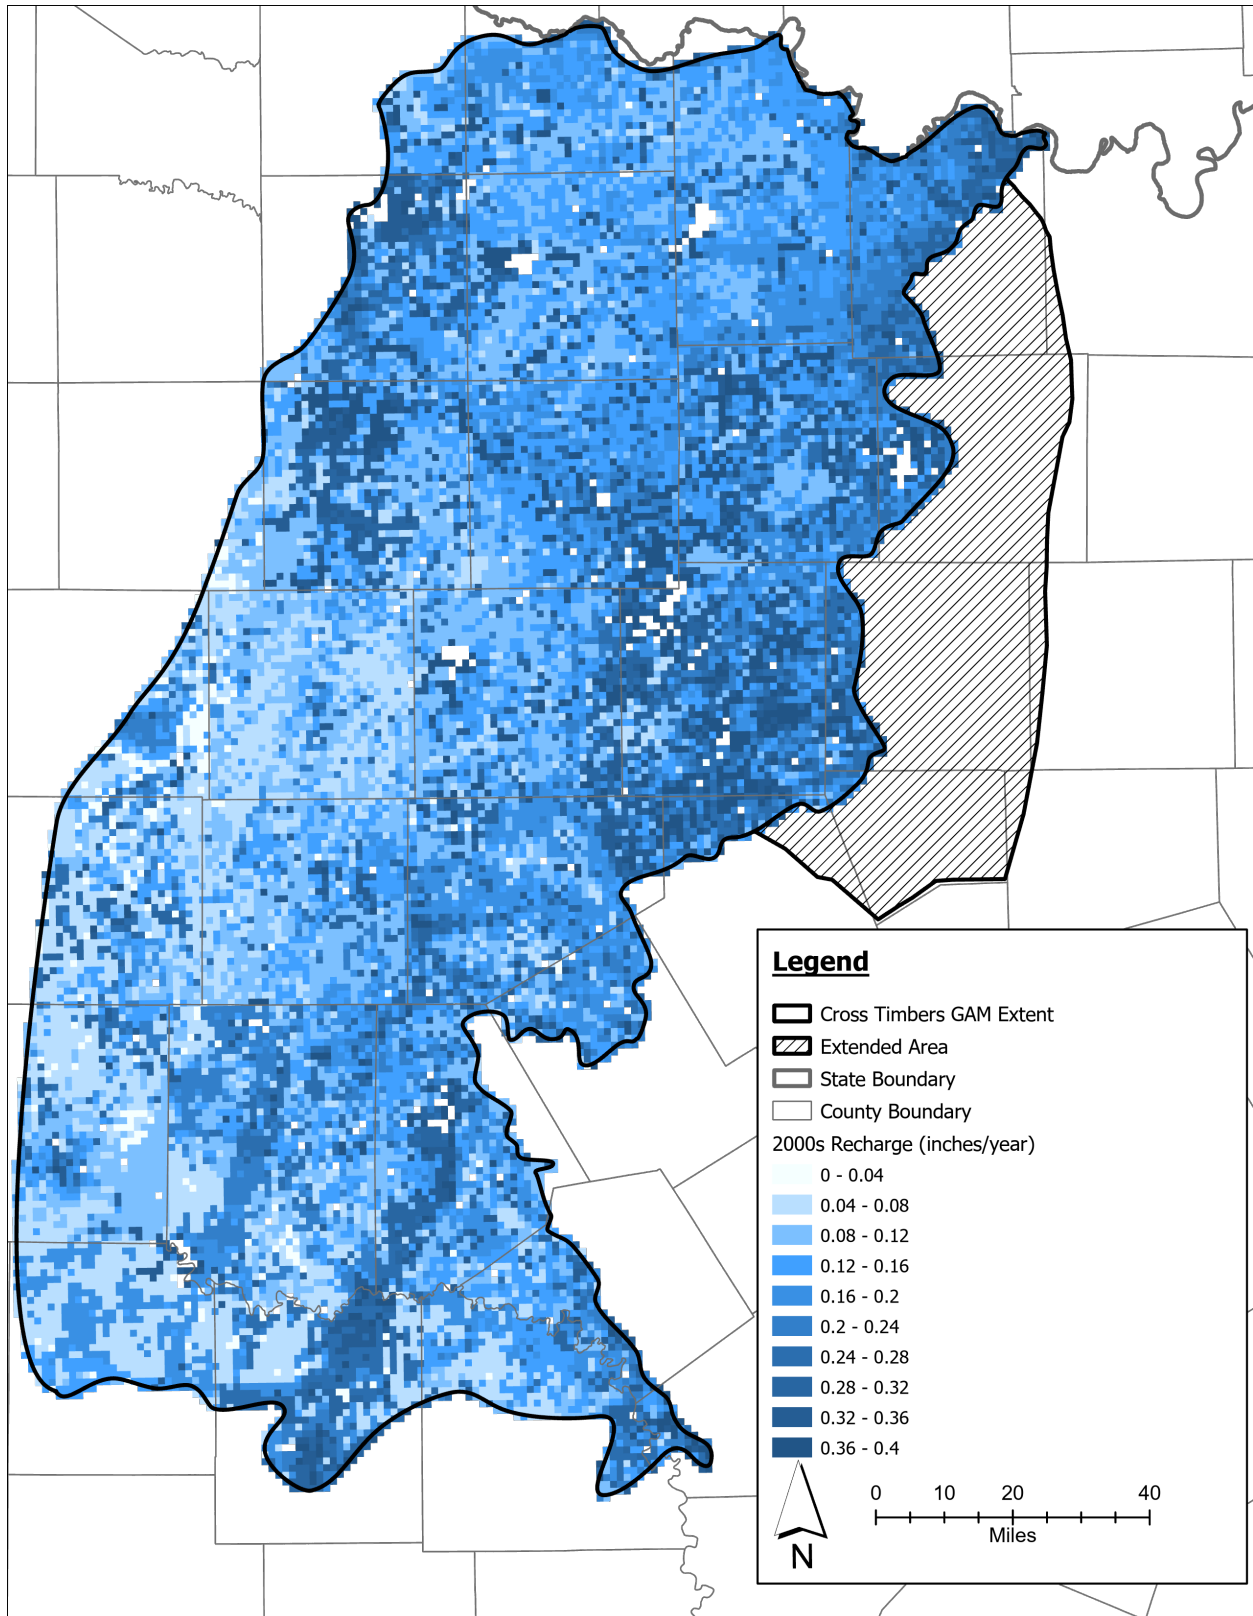 Legend
Cross Timbers GAM Extent
Extended Area
State Boundary
County Boundary
2000s Recharge (inches/year)
0 - 0.04
0.04 - 0.08
0.08 - 0.12
0.12 - 0.16
0.16 - 0.2
0.2 - 0.24
0.24 - 0.28
0.28 - 0.32
0.32 - 0.36
0.36 - 0.4
0 10 20 40
Miles
N